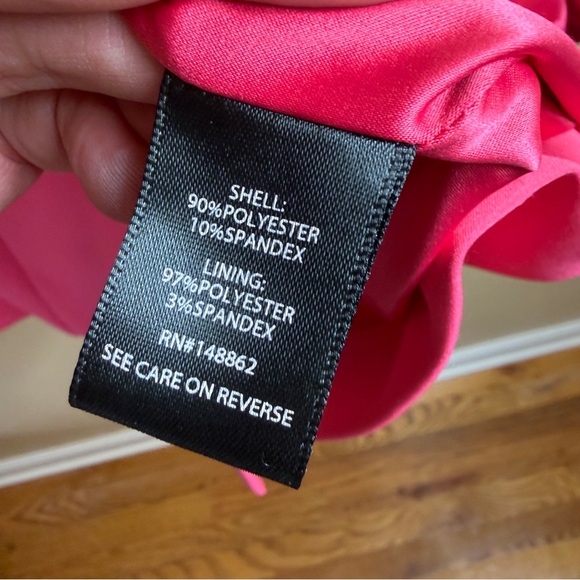 SHELL:
90%POLYESTER
10%SPANDEX
LINING:
97%POLYESTER
3%SPANDEX
RN#148862
SEE CARE ON REVERSE